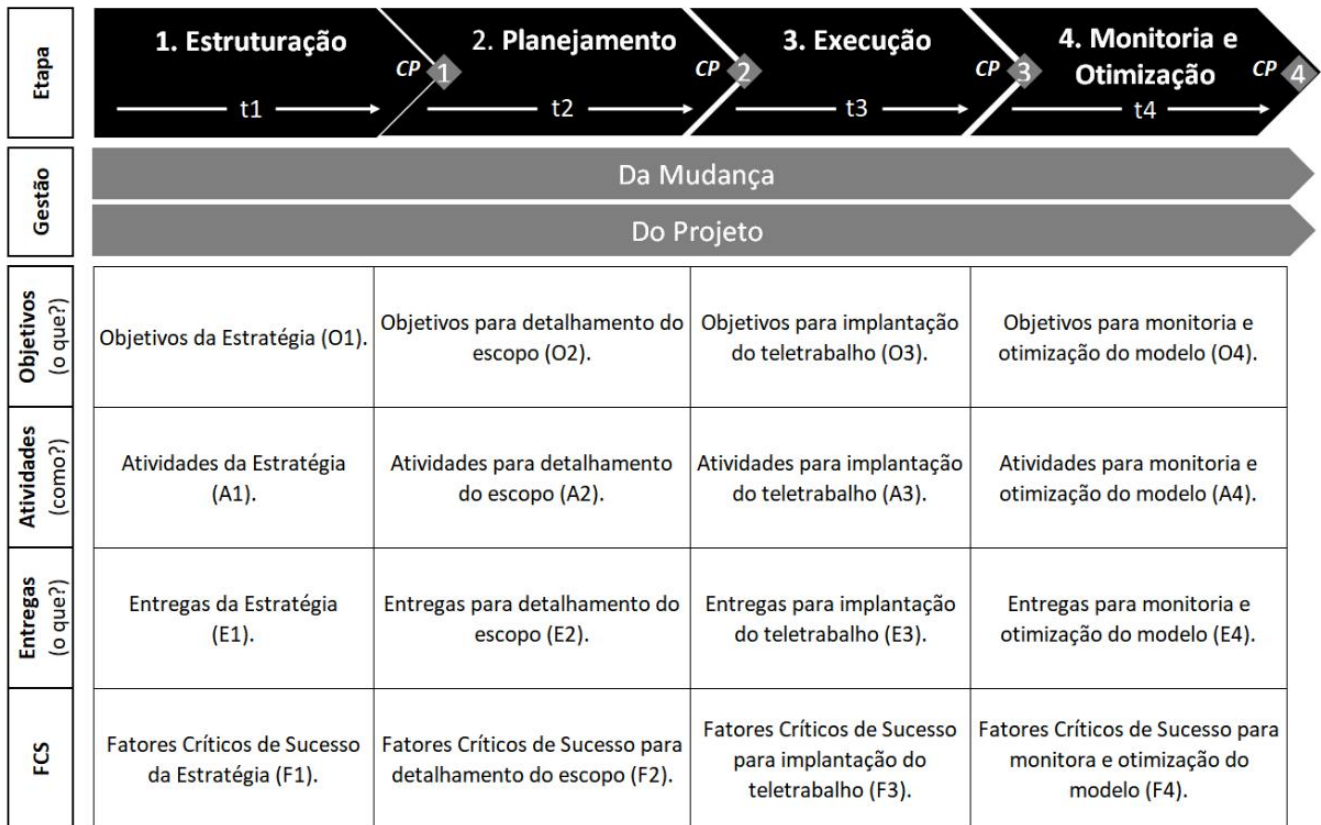 Etapa
1. Estruturação
CP 1
t1
2. Planejamento
CP 2
t2
3. Execução
CP 3
t3
4. Monitoria e
Otimização
CP 4
t4
Gestão
Da Mudança
Do Projeto
Objetivos
(o que?)
Objetivos da Estratégia (O1).
Objetivos para detalhamento do
escopo (O2).
Objetivos para implantação
do teletrabalho (O3).
Objetivos para monitoria e
otimização do modelo (O4).
Atividades
(como?)
Atividades da Estratégia
(A1).
Atividades para detalhamento
do escopo (A2).
Atividades para implantação
do teletrabalho (A3).
Atividades para monitoria e
otimização do modelo (A4).
Entregas
(o que?)
Entregas da Estratégia
(E1).
Entregas para detalhamento do
escopo (E2).
Entregas para implantação
do teletrabalho (E3).
Entregas para monitoria e
otimização do modelo (E4).
FCS
Fatores Críticos de Sucesso
da Estratégia (F1).
Fatores Críticos de Sucesso para
detalhamento do escopo (F2).
Fatores Críticos de Sucesso
para implantação do
teletrabalho (F3).
Fatores Críticos de Sucesso para
monitora e otimização do
modelo (F4).